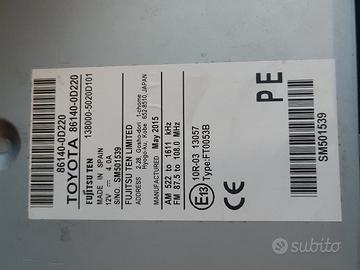 86140-0D220
TOYOTA 86140-0D220
FUJITSU TEN 138000-5020D101
MADE IN SPAIN
12V 4.0A
S/NO. SM501539
FUJITSU TEN LIMITED
ADDRESS 2-28, Gosho-dori 1-chome
Hyogo-ku, Kobe 652-8510, JAPAN
MANUFACTURED May 2015
AM 522 to 1611 kHz
FM 87.5 to 108.0 MHz
E13
10R-03 13057
Type:FT0053B
CE
PE
SM501539
subito